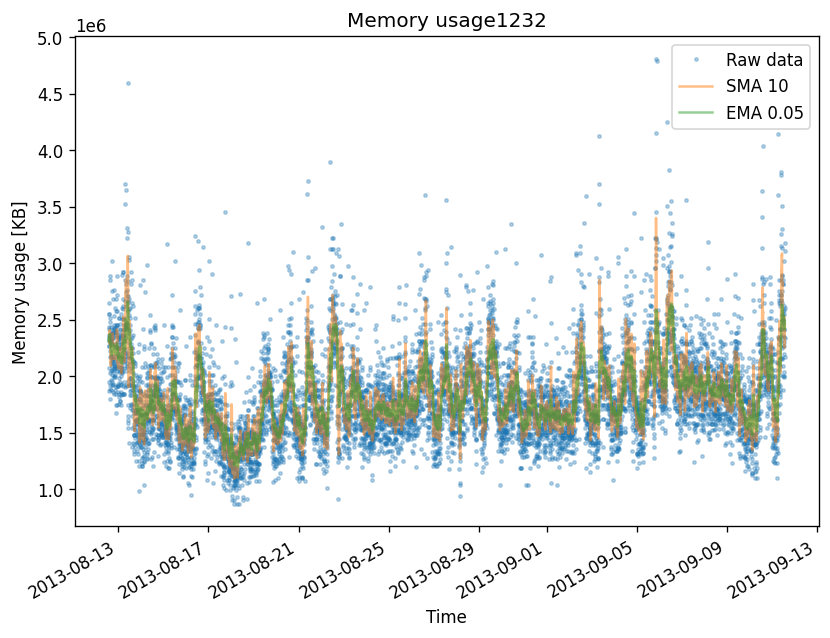 Memory usage1232
1e6
5.0
4.5
4.0
3.5
3.0
2.5
2.0
1.5
1.0
Memory usage [KB]
Raw data
SMA 10
EMA 0.05
2013-08-13
2013-08-17
2013-08-21
2013-08-25
2013-08-29
2013-09-01
2013-09-05
2013-09-09
2013-09-13
Time